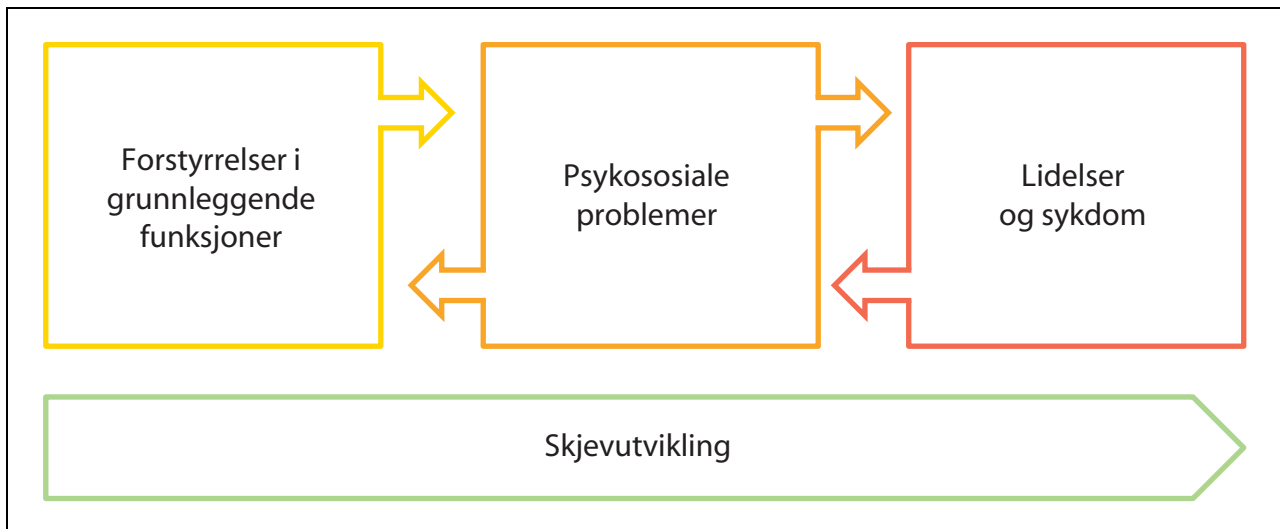 Forstyrrelser i
grunnleggende
funksjoner
Psykososiale
problemer
Lidelser
og sykdom
Skjevutvikling